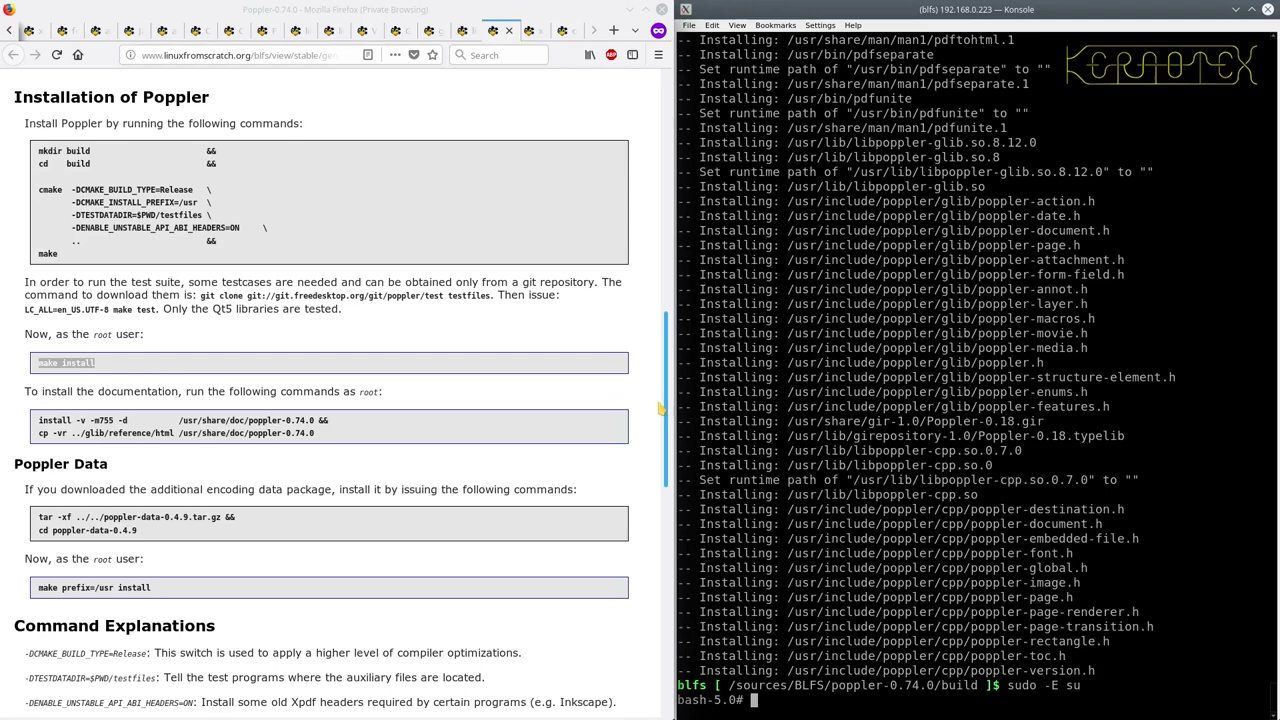 Poppler-0.74.0 - Mozilla Firefox (Private Browsing)
www.linuxfromscratch.org/blfs/view/stable/ge
Installation of Poppler
Install Poppler by running the following commands:
mkdir build &&
cd build &&
cmake -DCMAKE_BUILD_TYPE=Release \
-DCMAKE_INSTALL_PREFIX=/usr \
-DTESTDATADIR=$PWD/testfiles \
-DENABLE_UNSTABLE_API_ABI_HEADERS=ON \
.. &&
make
In order to run the test suite, some testcases are needed and can be obtained only from a git repository. The
command to download them is: git clone git://git.freedesktop.org/git/poppler/test testfiles. Then issue:
LC_ALL=en_US.UTF-8 make test. Only the Qt5 libraries are tested.
Now, as the root user:
make install
To install the documentation, run the following commands as root:
install -v -m755 -d /usr/share/doc/poppler-0.74.0 &&
cp -vr ../glib/reference/html /usr/share/doc/poppler-0.74.0
Poppler Data
If you downloaded the additional encoding data package, install it by issuing the following commands:
tar -xf ../../poppler-data-0.4.9.tar.gz &&
cd poppler-data-0.4.9
Now, as the root user:
make prefix=/usr install
Command Explanations
-DCMAKE_BUILD_TYPE=Release: This switch is used to apply a higher level of compiler optimizations.
-DTESTDATADIR=$PWD/testfiles: Tell the test programs where the auxiliary files are located.
-DENABLE_UNSTABLE_API_ABI_HEADERS=ON: Install some old Xpdf headers required by certain programs (e.g. Inkscape).
(blfs) 192.168.0.223 — Konsole
File Edit View Bookmarks Settings Help
KERNOTEX
-- Installing: /usr/share/man/man1/pdftohtml.1
-- Installing: /usr/bin/pdfseparate
-- Set runtime path of "/usr/bin/pdfseparate" to ""
-- Installing: /usr/share/man/man1/pdfseparate.1
-- Installing: /usr/bin/pdfunite
-- Set runtime path of "/usr/bin/pdfunite" to ""
-- Installing: /usr/share/man/man1/pdfunite.1
-- Installing: /usr/lib/libpoppler-glib.so.8.12.0
-- Installing: /usr/lib/libpoppler-glib.so.8
-- Set runtime path of "/usr/lib/libpoppler-glib.so.8.12.0" to ""
-- Installing: /usr/lib/libpoppler-glib.so
-- Installing: /usr/include/poppler/glib/poppler-action.h
-- Installing: /usr/include/poppler/glib/poppler-date.h
-- Installing: /usr/include/poppler/glib/poppler-document.h
-- Installing: /usr/include/poppler/glib/poppler-page.h
-- Installing: /usr/include/poppler/glib/poppler-attachment.h
-- Installing: /usr/include/poppler/glib/poppler-form-field.h
-- Installing: /usr/include/poppler/glib/poppler-annot.h
-- Installing: /usr/include/poppler/glib/poppler-layer.h
-- Installing: /usr/include/poppler/glib/poppler-macros.h
-- Installing: /usr/include/poppler/glib/poppler-movie.h
-- Installing: /usr/include/poppler/glib/poppler-media.h
-- Installing: /usr/include/poppler/glib/poppler.h
-- Installing: /usr/include/poppler/glib/poppler-structure-element.h
-- Installing: /usr/include/poppler/glib/poppler-enums.h
-- Installing: /usr/include/poppler/glib/poppler-features.h
-- Installing: /usr/share/gir-1.0/Poppler-0.18.gir
-- Installing: /usr/lib/girepository-1.0/Poppler-0.18.typelib
-- Installing: /usr/lib/libpoppler-cpp.so.0.7.0
-- Installing: /usr/lib/libpoppler-cpp.so.0
-- Set runtime path of "/usr/lib/libpoppler-cpp.so.0.7.0" to ""
-- Installing: /usr/lib/libpoppler-cpp.so
-- Installing: /usr/include/poppler/cpp/poppler-destination.h
-- Installing: /usr/include/poppler/cpp/poppler-document.h
-- Installing: /usr/include/poppler/cpp/poppler-embedded-file.h
-- Installing: /usr/include/poppler/cpp/poppler-font.h
-- Installing: /usr/include/poppler/cpp/poppler-global.h
-- Installing: /usr/include/poppler/cpp/poppler-image.h
-- Installing: /usr/include/poppler/cpp/poppler-page.h
-- Installing: /usr/include/poppler/cpp/poppler-page-renderer.h
-- Installing: /usr/include/poppler/cpp/poppler-page-transition.h
-- Installing: /usr/include/poppler/cpp/poppler-rectangle.h
-- Installing: /usr/include/poppler/cpp/poppler-toc.h
-- Installing: /usr/include/poppler/cpp/poppler-version.h
blfs [ /sources/BLFS/poppler-0.74.0/build ]$ sudo -E su
bash-5.0#